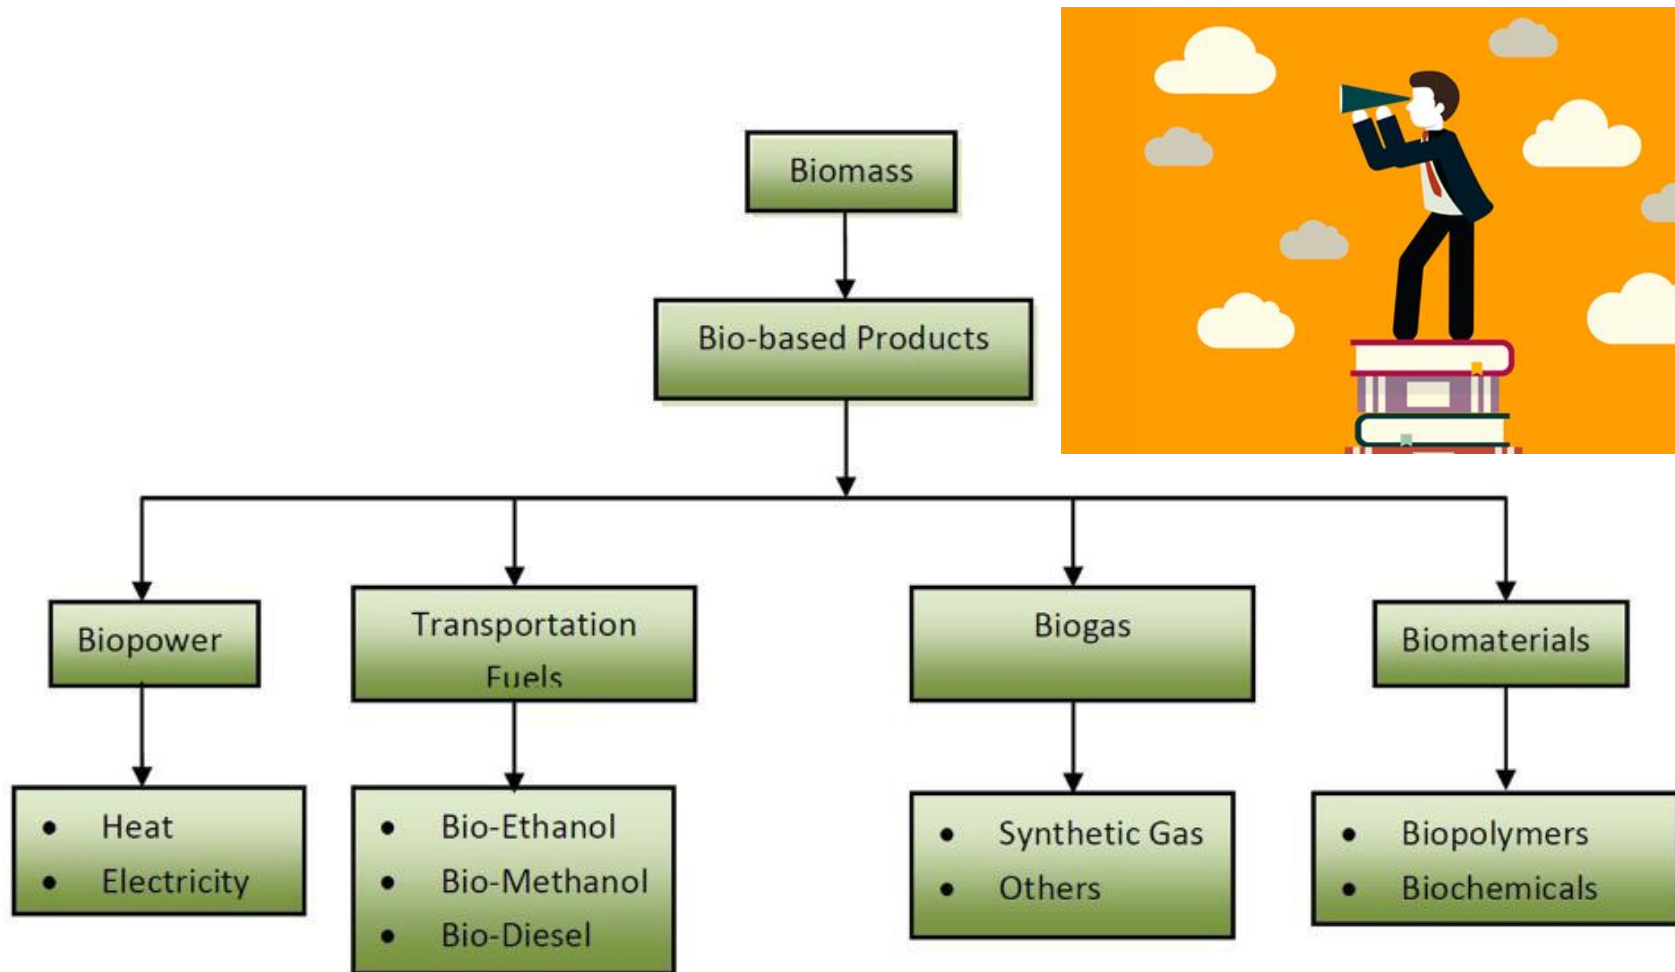 Biomass
Bio-based Products
Biopower
Transportation
Fuels
Biogas
Biomaterials
• Heat
• Electricity
• Bio-Ethanol
• Bio-Methanol
• Bio-Diesel
• Synthetic Gas
• Others
• Biopolymers
• Biochemicals